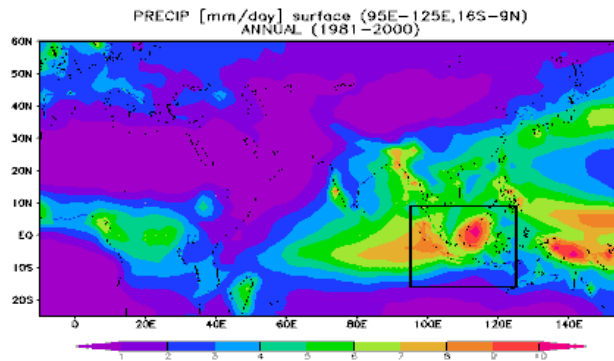 PRECIP [mm/day] surface (95E-125E,16S-9N)
ANNUAL (1981-2000)
60N
50N
40N
30N
20N
10N
EQ
10S
20S
0 20E 40E 60E 80E 100E 120E 140E
1 2 3 4 5 6 7 8 9 10